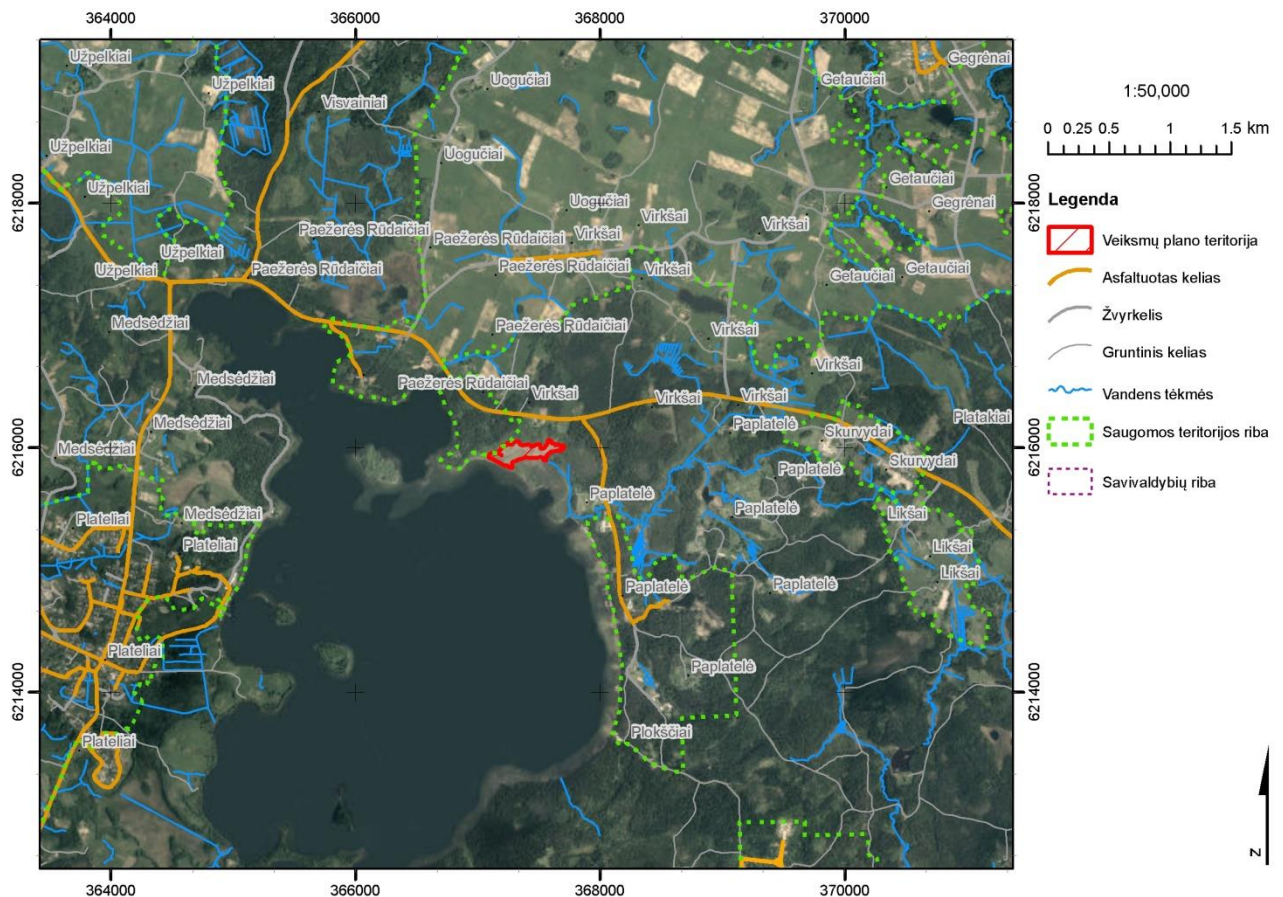 364000 366000 368000 370000
Užpelkiai
Užpelkiai
Visvainiai
Uogučiai
Getaučiai
Gegrėnai
Užpelkiai
Uogučiai
Užpelkiai
Uogučiai
Getaučiai
Gegrėnai
Užpelkiai
Paežerės Rūdaičiai
Paežerės Rūdaičiai
Virkšai
Virkšai
Virkšai
Užpelkiai
Paežerės Rūdaičiai
Paežerės Rūdaičiai
Virkšai
Getaučiai
Getaučiai
Medsėdžiai
Paežerės Rūdaičiai
Virkšai
Medsėdžiai
Paežerės Rūdaičiai
Virkšai
Virkšai
Virkšai
Virkšai
Medsėdžiai
Paplatelė
Skurvydai
Platakiai
Medsėdžiai
Paplatelė
Skurvydai
Plateliai
Medsėdžiai
Paplatelė
Paplatelė
Likšai
Plateliai
Likšai
Paplatelė
Paplatelė
Likšai
Plateliai
Paplatelė
Plateliai
Plokščiai
6218000
6216000
6214000
6218000
6216000
6214000
364000 366000 368000 370000
1:50,000
0 0.25 0.5 1 1.5 km
Legenda
Veiksmų plano teritorija
Asfaltuotas kelias
Žvyrkelis
Gruntinis kelias
Vandens tėkmės
Saugomos teritorijos riba
Savivaldybių riba
Z